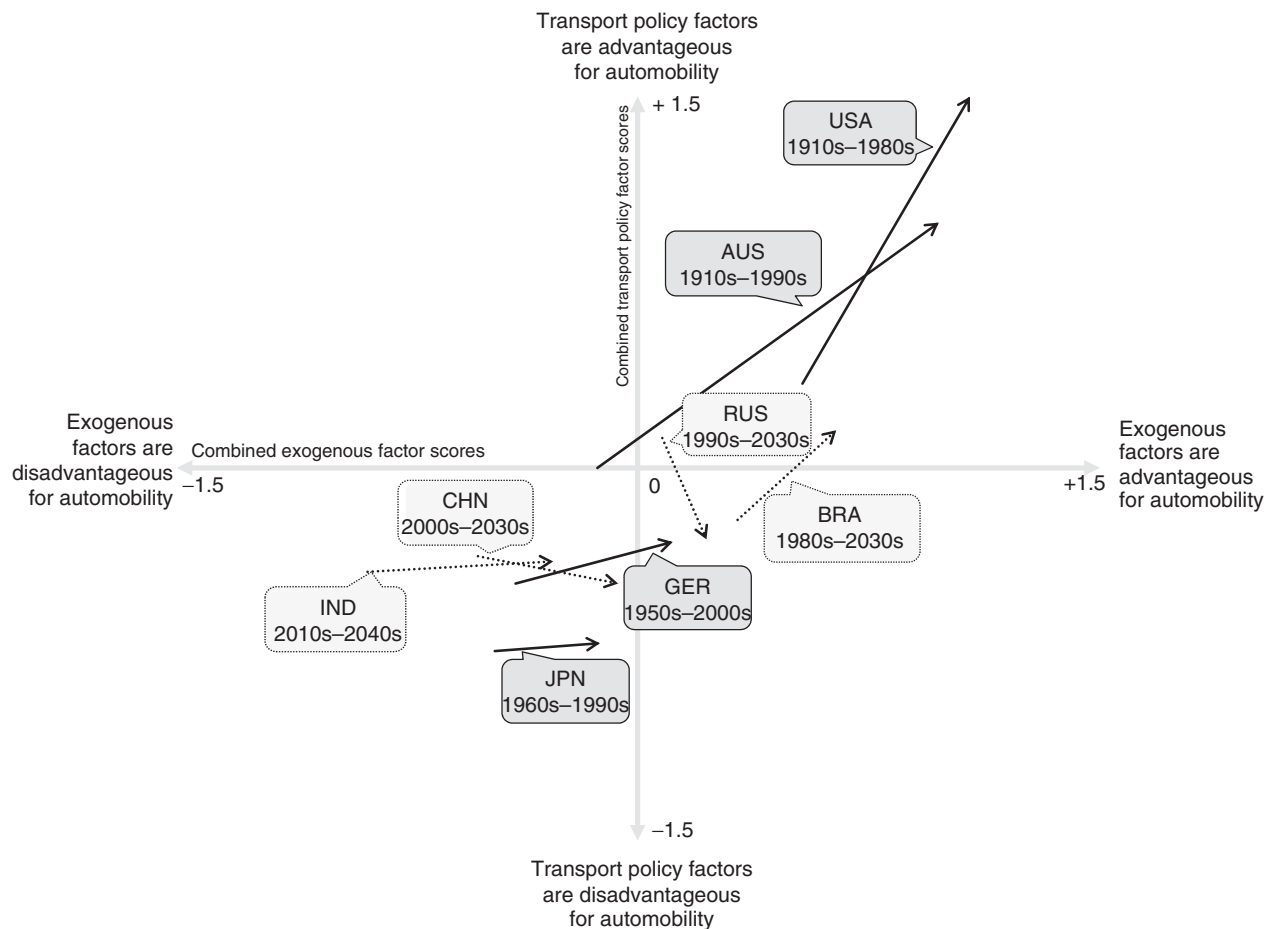 Transport policy factors
are advantageous
for automobility
+ 1.5
Combined transport policy factor scores
USA
1910s–1980s
AUS
1910s–1990s
RUS
1990s–2030s
Exogenous
factors are
disadvantageous
for automobility
Combined exogenous factor scores
−1.5
0
+1.5
Exogenous
factors are
advantageous
for automobility
CHN
2000s–2030s
BRA
1980s–2030s
IND
2010s–2040s
GER
1950s–2000s
JPN
1960s–1990s
−1.5
Transport policy factors
are disadvantageous
for automobility